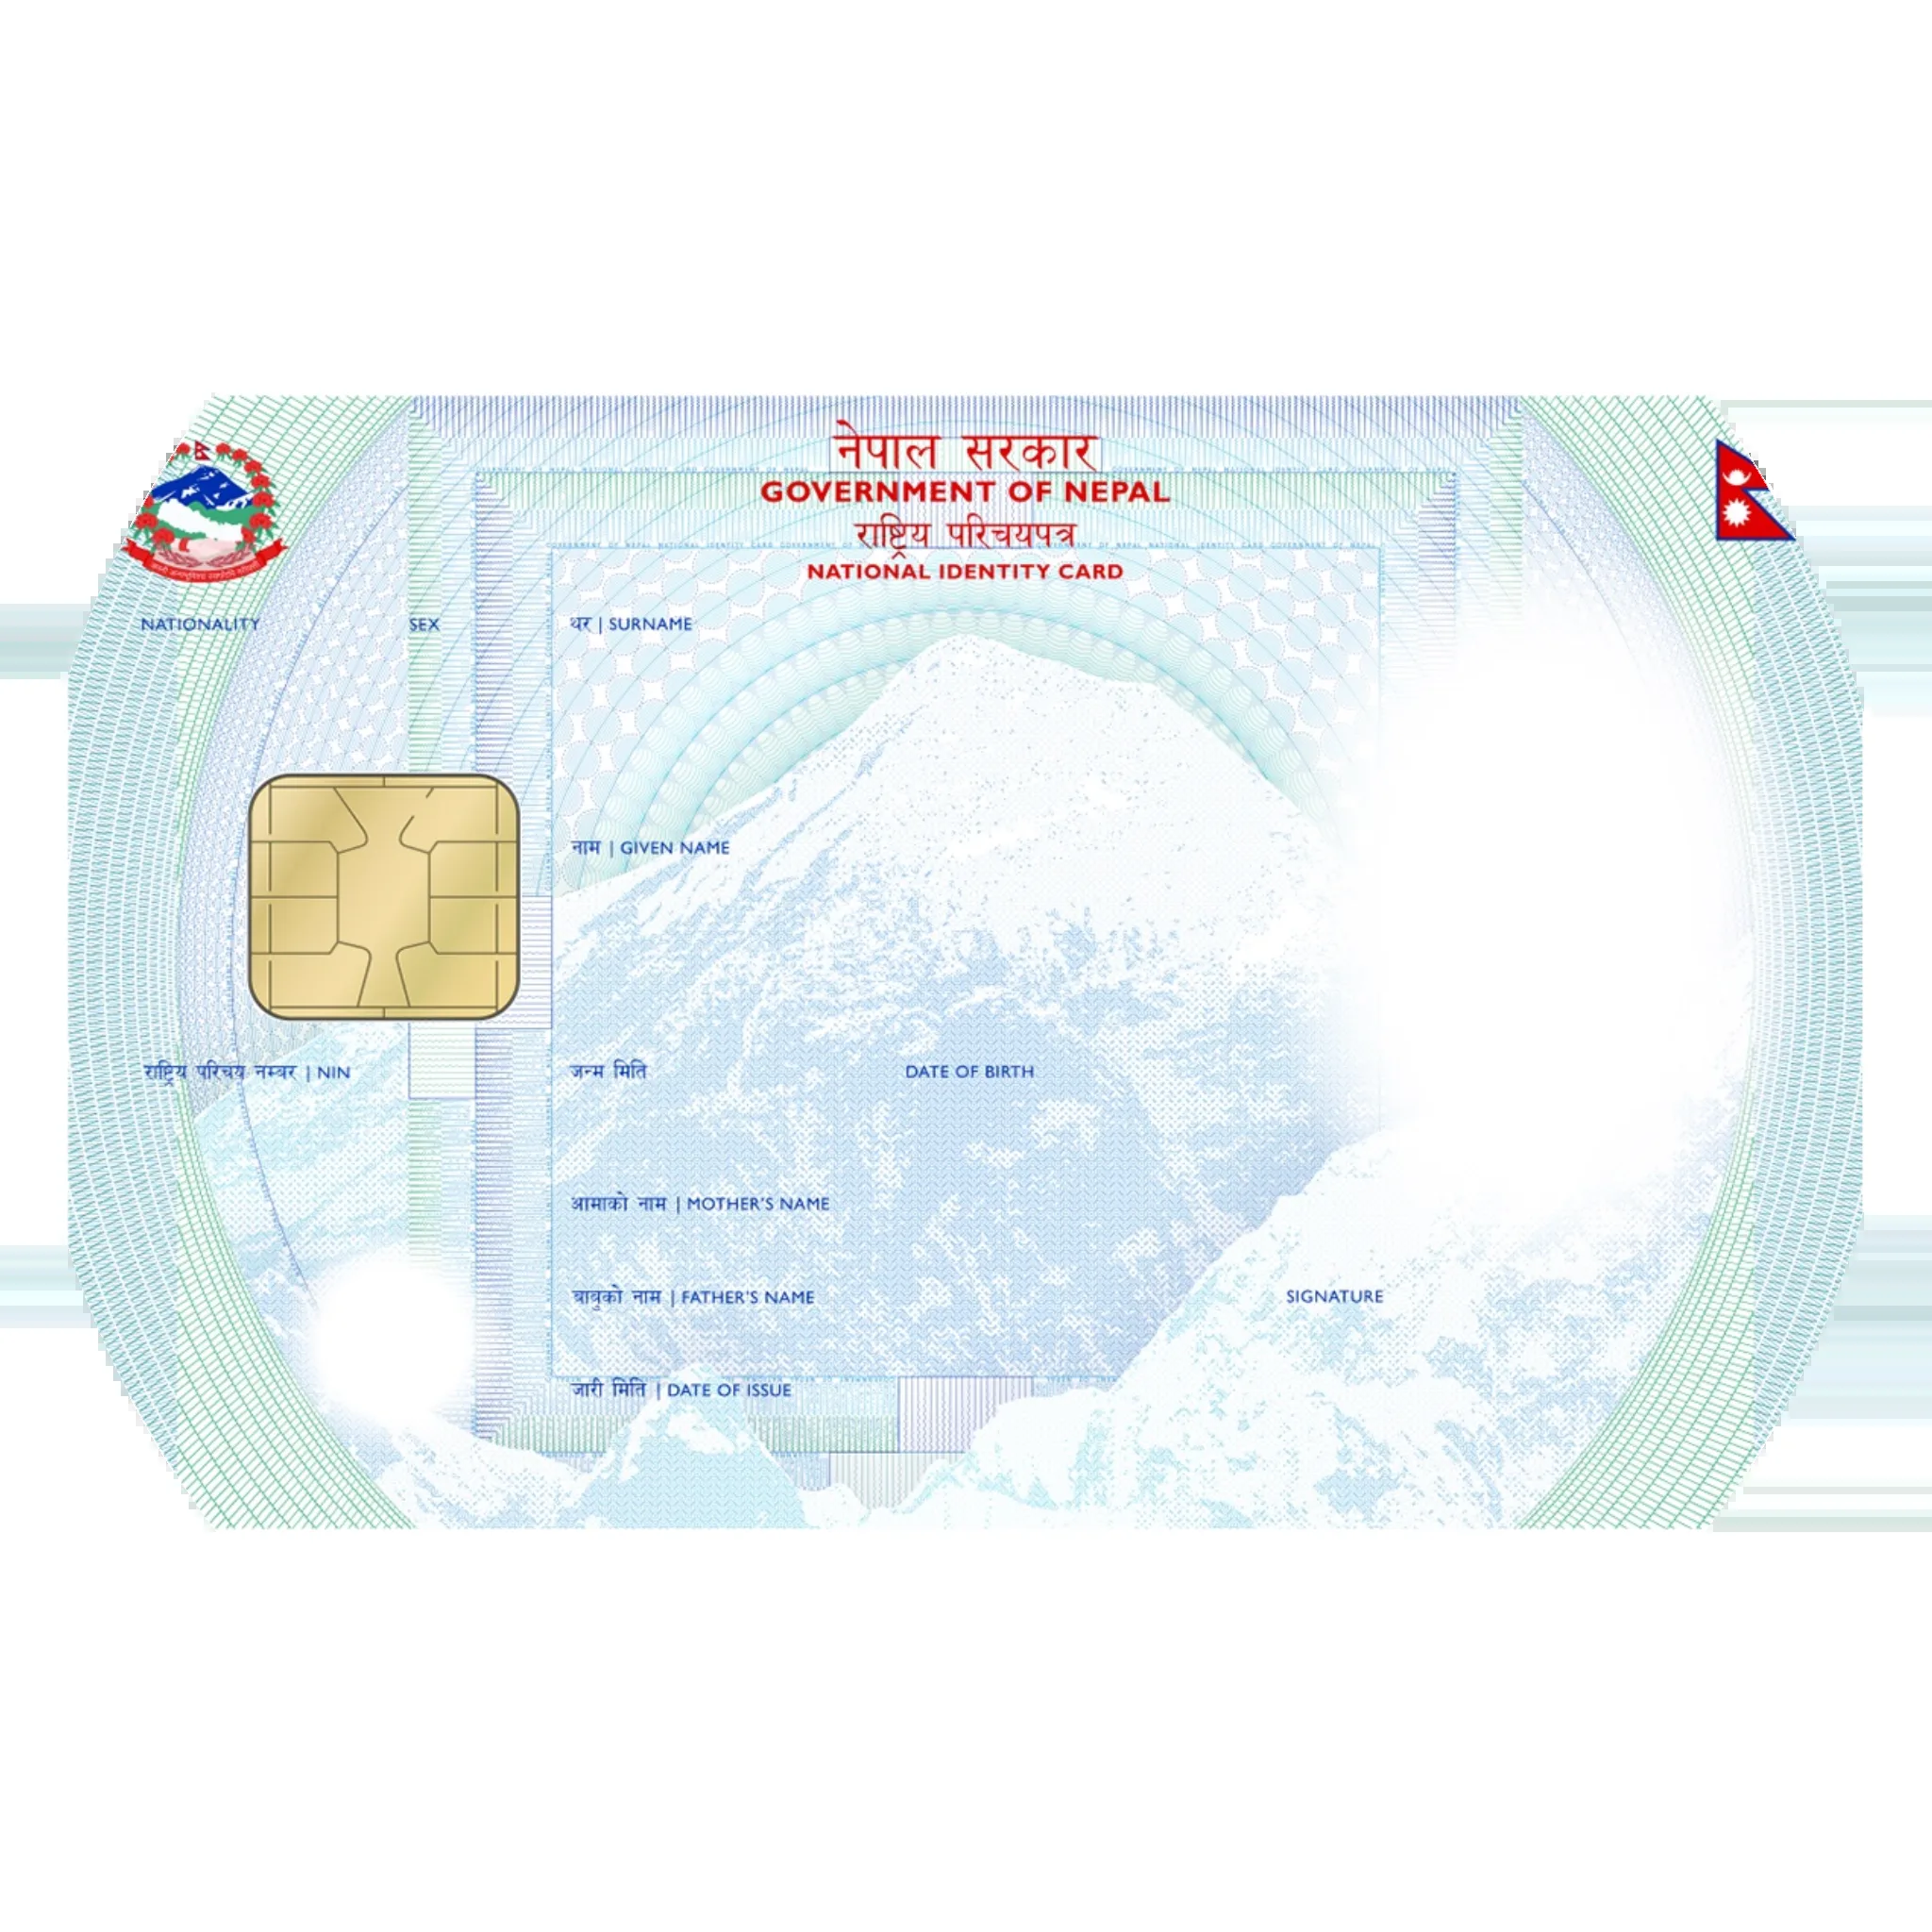 नेपाल सरकार
GOVERNMENT OF NEPAL
राष्ट्रिय परिचयपत्र
NATIONAL IDENTITY CARD
NATIONALITY
SEX
थर | SURNAME
नाम | GIVEN NAME
राष्ट्रिय परिचय नम्बर | NIN
जन्म मिति
DATE OF BIRTH
आमाको नाम | MOTHER'S NAME
बाबुको नाम | FATHER'S NAME
SIGNATURE
जारी मिति | DATE OF ISSUE